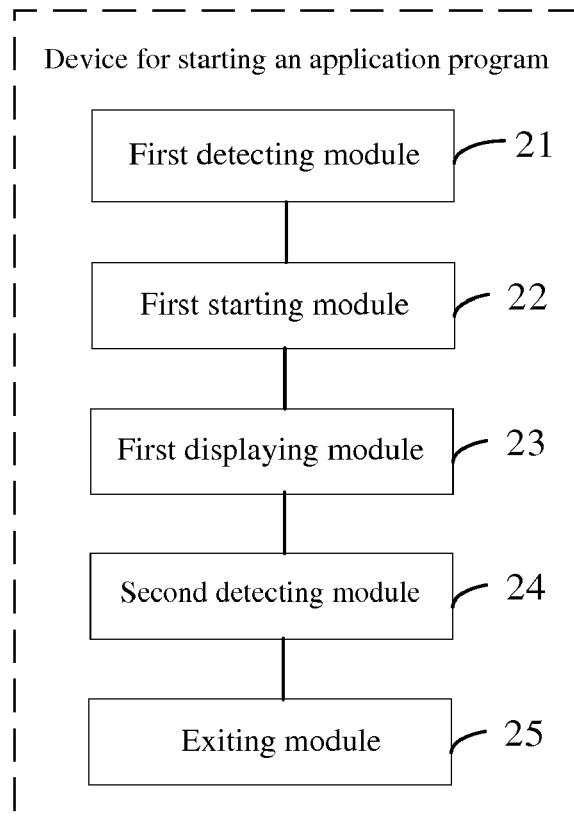 Device for starting an application program
First detecting module 21
First starting module 22
First displaying module 23
Second detecting module 24
Exiting module 25